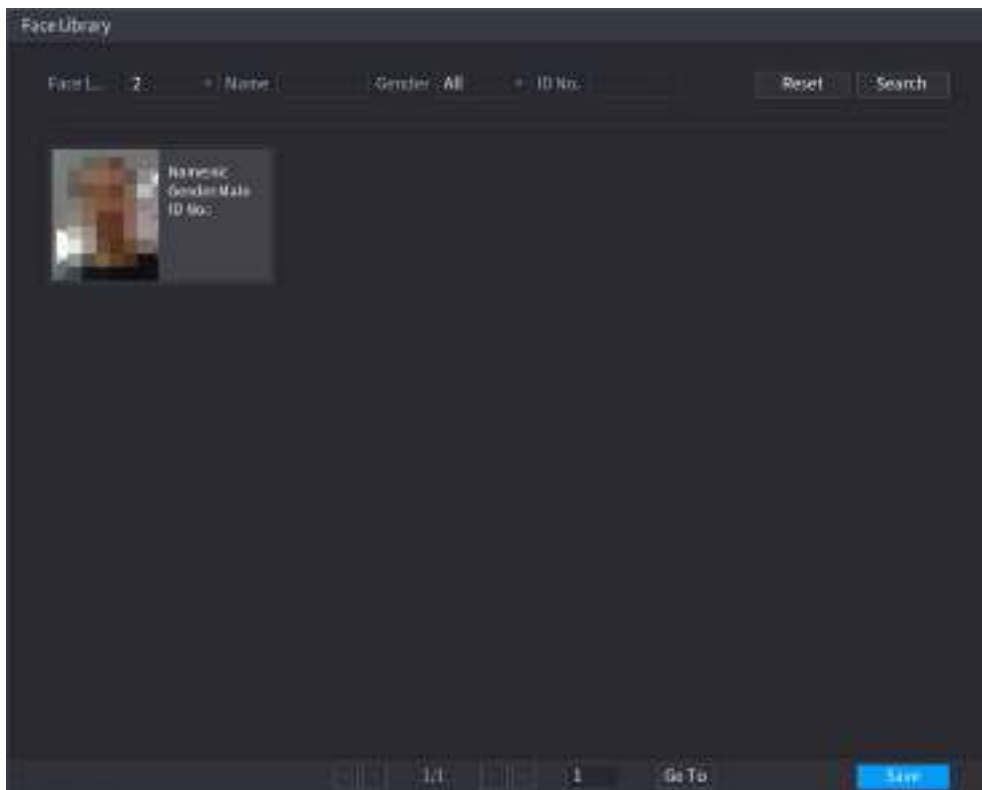 Face Library
Face L... 2 Name Gender All ID No. Reset Search
Name:
Gender:Male
ID No.:
1/1 1 Go To Save